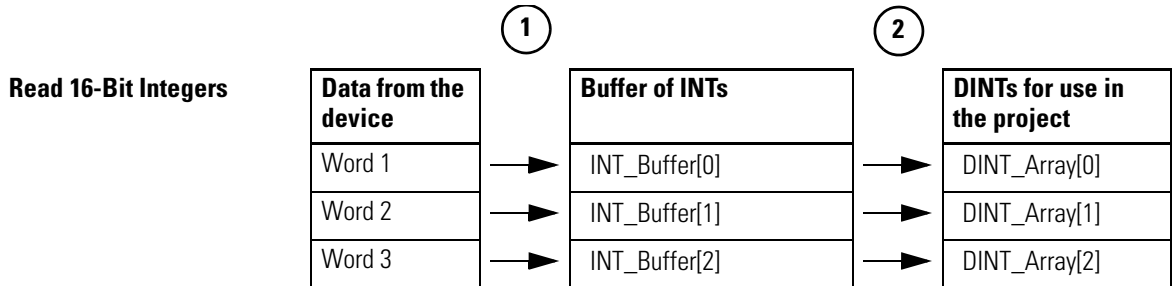 1 2
Read 16-Bit Integers
Data from the
device
Buffer of INTs
DINTs for use in
the project
Word 1 INT_Buffer[0] DINT_Array[0]
Word 2 INT_Buffer[1] DINT_Array[1]
Word 3 INT_Buffer[2] DINT_Array[2]